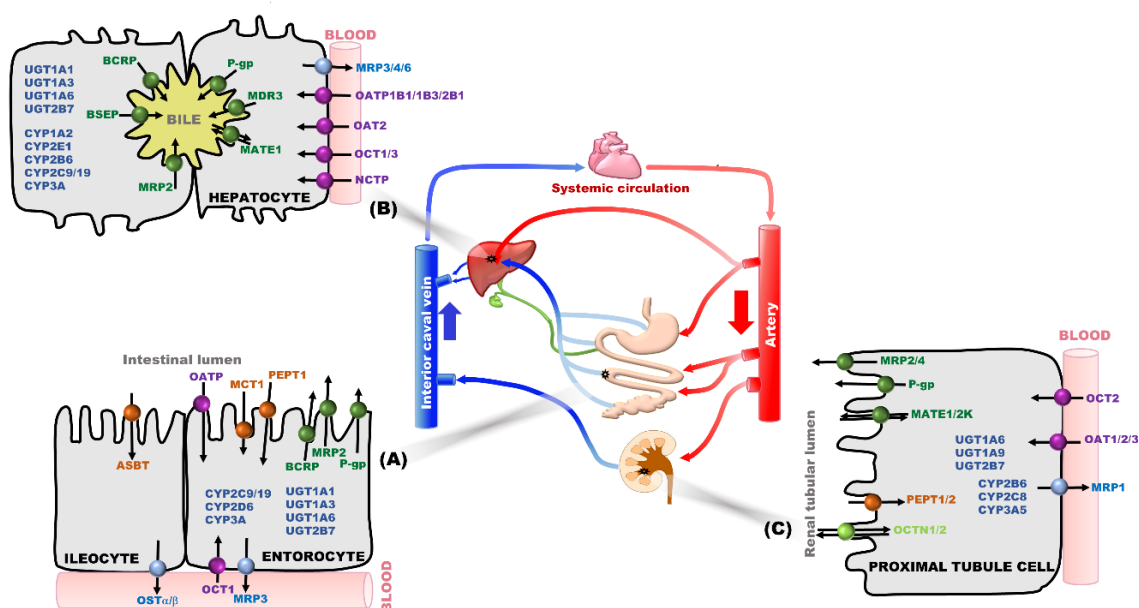 BLOOD
BCRP
P-gp
UGT1A1
UGT1A3
UGT1A6
UGT2B7
CYP1A2
CYP2E1
CYP2B6
CYP2C9/19
CYP3A
BSEP
BILE
MDR3
MATE1
MRP2
HEPATOCYTE
MRP3/4/6
OATP1B1/1B3/2B1
OAT2
OCT1/3
NCTP
(B)
Systemic circulation
Interior caval vein
Artery
Intestinal lumen
OATP
MCT1
PEPT1
ASBT
BCRP
MRP2
P-gp
(A)
CYP2C9/19
CYP2D6
CYP3A
UGT1A1
UGT1A3
UGT1A6
UGT2B7
ILEOCYTE
ENTOROCYTE
OSTα/β
OCT1
MRP3
BLOOD
BLOOD
Renal tubular lumen
MRP2/4
P-gp
MATE1/2K
OCT2
OAT1/2/3
UGT1A6
UGT1A9
UGT2B7
CYP2B6
CYP2C8
CYP3A5
MRP1
PEPT1/2
(C)
OCTN1/2
PROXIMAL TUBULE CELL